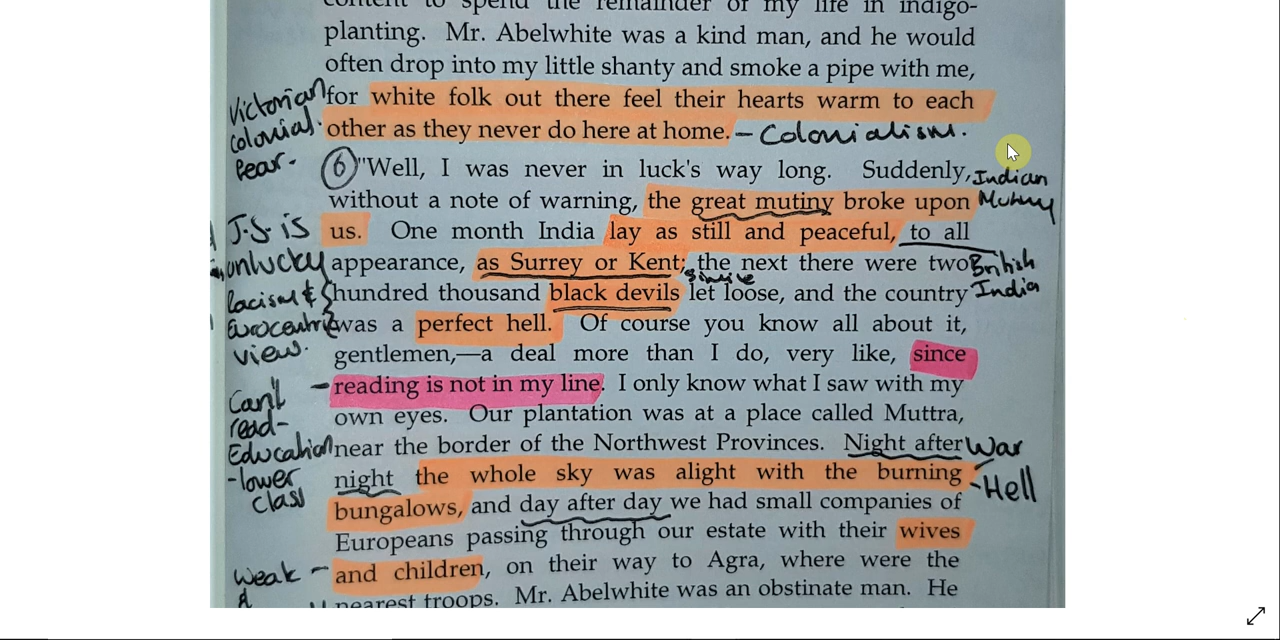 content to spend the remainder of my life in indigo-
planting. Mr. Abelwhite was a kind man, and he would
often drop into my little shanty and smoke a pipe with me,
for white folk out there feel their hearts warm to each
other as they never do here at home. – Colonialism.
Victorian
colonial
fear.
6 "Well, I was never in luck's way long. Suddenly,
without a note of warning, the great mutiny broke upon
Indian
Mutiny
us. One month India lay as still and peaceful, to all
J.S. is
unlucky
appearance, as Surrey or Kent; the next there were two
British
India
simile
hundred thousand black devils let loose, and the country
racism &
Eurocentric
view.
was a perfect hell. Of course you know all about it,
gentlemen,—a deal more than I do, very like, since
reading is not in my line. I only know what I saw with my
Can't
read-
Education
-lower
class
own eyes. Our plantation was at a place called Muttra,
near the border of the Northwest Provinces. Night after
War
-Hell
night the whole sky was alight with the burning
bungalows, and day after day we had small companies of
Europeans passing through our estate with their wives
and children, on their way to Agra, where were the
weak –
nearest troops. Mr. Abelwhite was an obstinate man. He